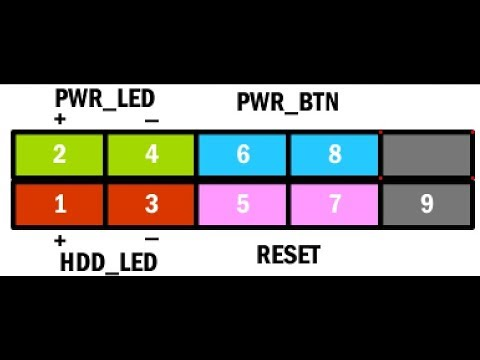 PWR_LED PWR_BTN
+ –
2 4 6 8
1 3 5 7 9
+ –
HDD_LED RESET